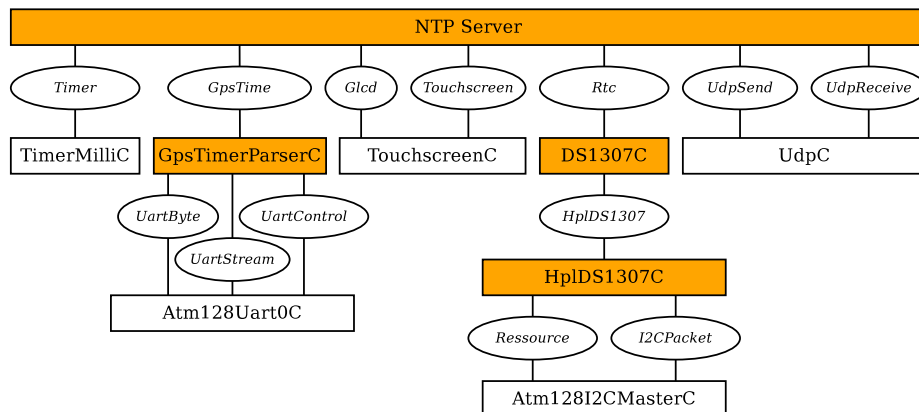 NTP Server
Timer
GpsTime
Glcd
Touchscreen
Rtc
UdpSend
UdpReceive
TimerMilliC
GpsTimerParserC
TouchscreenC
DS1307C
UdpC
UartByte
UartControl
HplDS1307
UartStream
HplDS1307C
Atm128Uart0C
Ressource
I2CPacket
Atm128I2CMasterC